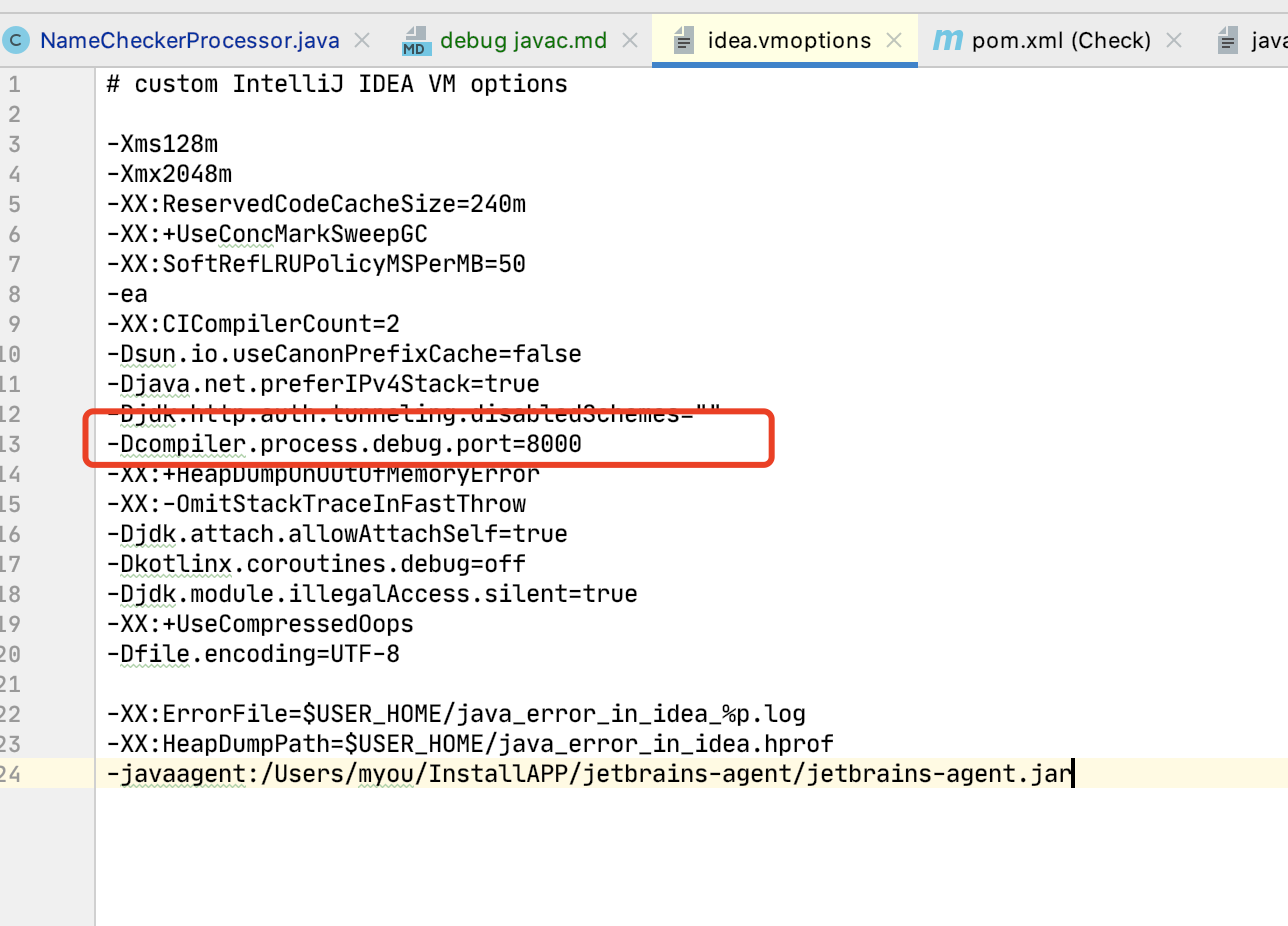 C NameCheckerProcessor.java MD debug javac.md idea.vmoptions m pom.xml (Check) java
1 # custom IntelliJ IDEA VM options
2
3 -Xms128m
4 -Xmx2048m
5 -XX:ReservedCodeCacheSize=240m
6 -XX:+UseConcMarkSweepGC
7 -XX:SoftRefLRUPolicyMSPerMB=50
8 -ea
9 -XX:CICompilerCount=2
10 -Dsun.io.useCanonPrefixCache=false
11 -Djava.net.preferIPv4Stack=true
12 -Djdk.http.auth.tunneling.disabledSchemes=""
13 -Dcompiler.process.debug.port=8000
14 -XX:+HeapDumpOnOutOfMemoryError
15 -XX:-OmitStackTraceInFastThrow
16 -Djdk.attach.allowAttachSelf=true
17 -Dkotlinx.coroutines.debug=off
18 -Djdk.module.illegalAccess.silent=true
19 -XX:+UseCompressedOops
20 -Dfile.encoding=UTF-8
21
22 -XX:ErrorFile=$USER_HOME/java_error_in_idea_%p.log
23 -XX:HeapDumpPath=$USER_HOME/java_error_in_idea.hprof
24 -javaagent:/Users/myou/InstallAPP/jetbrains-agent/jetbrains-agent.jar